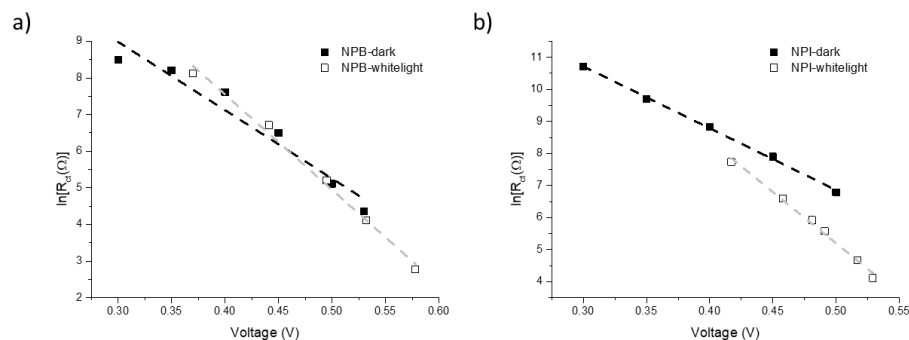 a)
NPB-dark
NPB-whitelight
ln[Rct(Ω)]
9
8
7
6
5
4
3
2
0.30 0.35 0.40 0.45 0.50 0.55 0.60
Voltage (V)
b)
NPI-dark
NPI-whitelight
ln[Rct(Ω)]
11
10
9
8
7
6
5
4
0.30 0.35 0.40 0.45 0.50 0.55
Voltage (V)